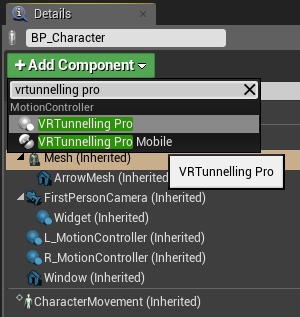 Details
BP_Character
Add Component
vrtunnelling pro
MotionController
VRTunnelling Pro
VRTunnelling Pro Mobile
Mesh (Inherited)
VRTunnelling Pro
ArrowMesh (Inherited)
FirstPersonCamera (Inherited)
Widget (Inherited)
L_MotionController (Inherited)
R_MotionController (Inherited)
Window (Inherited)
CharacterMovement (Inherited)